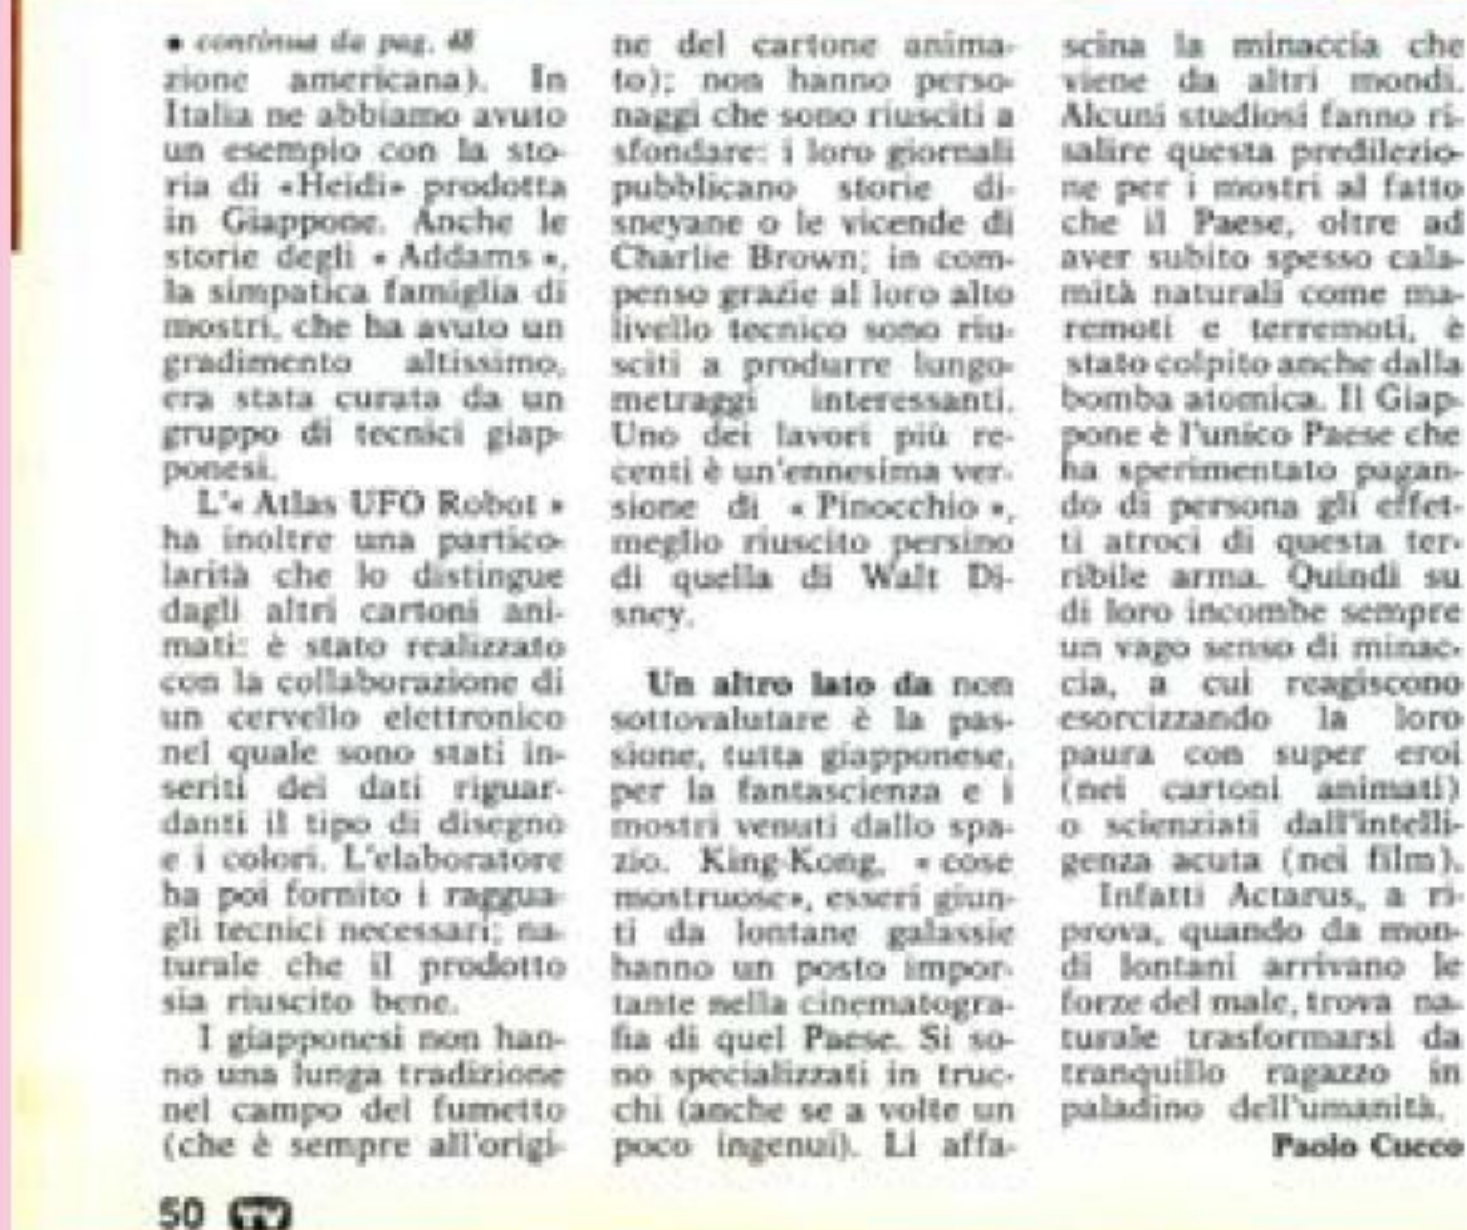 • continua da pag. 48
zione americana). In
Italia ne abbiamo avuto
un esempio con la sto-
ria di «Heidi» prodotta
in Giappone. Anche le
storie degli « Addams »,
la simpatica famiglia di
mostri, che ha avuto un
gradimento altissimo,
era stata curata da un
gruppo di tecnici giap-
ponesi.
L'« Atlas UFO Robot »
ha inoltre una partico-
larità che lo distingue
dagli altri cartoni ani-
mati: è stato realizzato
con la collaborazione di
un cervello elettronico
nel quale sono stati in-
seriti dei dati riguar-
danti il tipo di disegno
e i colori. L'elaboratore
ha poi fornito i raggua-
gli tecnici necessari; na-
turale che il prodotto
sia riuscito bene.
I giapponesi non han-
no una lunga tradizione
nel campo del fumetto
(che è sempre all'origi-
ne del cartone anima-
to); non hanno perso-
naggi che sono riusciti a
sfondare: i loro giornali
pubblicano storie di-
sneyane o le vicende di
Charlie Brown; in com-
penso grazie al loro alto
livello tecnico sono riu-
sciti a produrre lungo-
metraggi interessanti.
Uno dei lavori più re-
centi è un'ennesima ver-
sione di « Pinocchio »,
meglio riuscito persino
di quella di Walt Di-
sney.
Un altro lato da non
sottovalutare è la pas-
sione, tutta giapponese,
per la fantascienza e i
mostri venuti dallo spa-
zio. King-Kong, « cose
mostruose», esseri giun-
ti da lontane galassie
hanno un posto impor-
tante nella cinematogra-
fia di quel Paese. Si so-
no specializzati in truc-
chi (anche se a volte un
poco ingenui). Li affa-
scina la minaccia che
viene da altri mondi.
Alcuni studiosi fanno ri-
salire questa predilezio-
ne per i mostri al fatto
che il Paese, oltre ad
aver subito spesso cala-
mità naturali come ma-
remoti e terremoti, è
stato colpito anche dalla
bomba atomica. Il Giap-
pone è l'unico Paese che
ha sperimentato pagan-
do di persona gli effet-
ti atroci di questa ter-
ribile arma. Quindi su
di loro incombe sempre
un vago senso di minac-
cia, a cui reagiscono
esorcizzando la loro
paura con super eroi
(nei cartoni animati)
o scienziati dall'intelli-
genza acuta (nei film).
Infatti Actarus, a ri-
prova, quando da mon-
di lontani arrivano le
forze del male, trova na-
turale trasformarsi da
tranquillo ragazzo in
paladino dell'umanità.
Paolo Cucco
50 TV